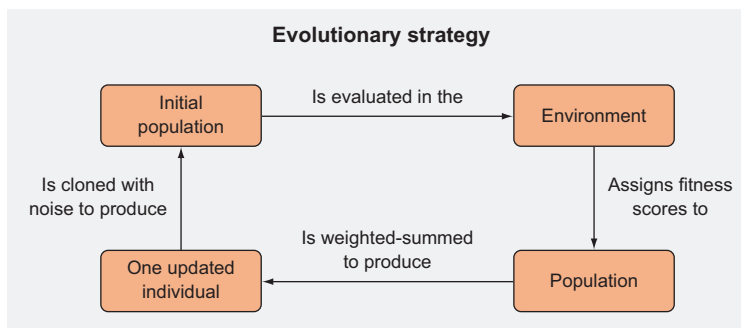 Evolutionary strategy
Initial
population
Is evaluated in the
Environment
Is cloned with
noise to produce
Assigns fitness
scores to
Is weighted-summed
to produce
One updated
individual
Population